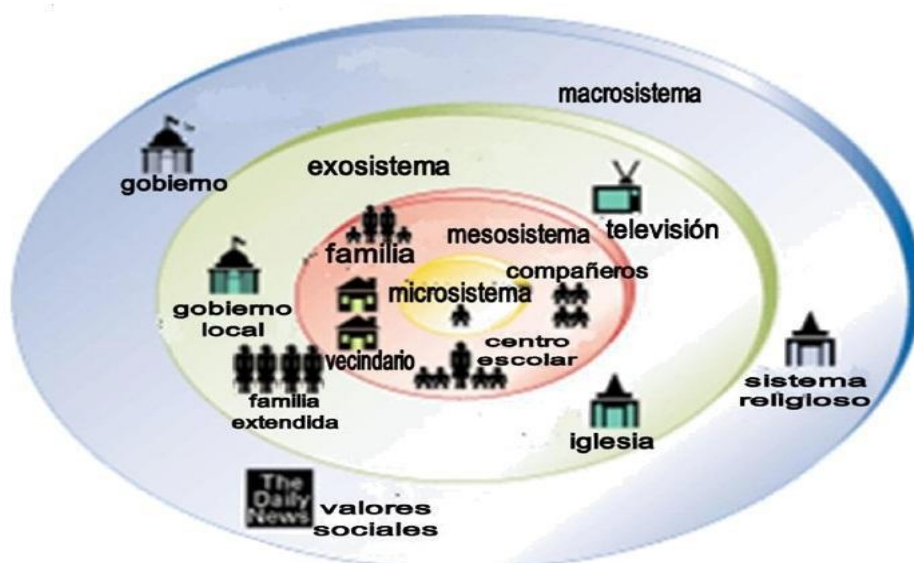 macrosistema
gobierno
exosistema
televisión
mesosistema
familia
compañeros
microsistema
gobierno
local
centro
escolar
vecindario
familia
extendida
iglesia
sistema
religioso
The
Daily
News
valores
sociales